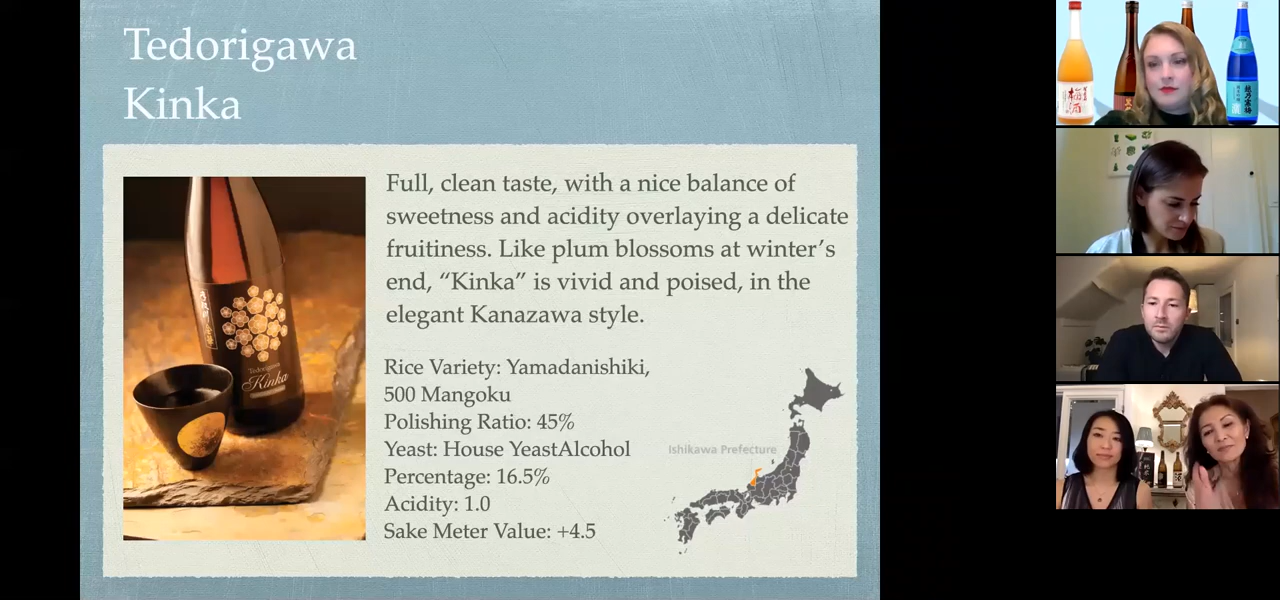 Tedorigawa
Kinka
Full, clean taste, with a nice balance of
sweetness and acidity overlaying a delicate
fruitiness. Like plum blossoms at winter’s
end, “Kinka” is vivid and poised, in the
elegant Kanazawa style.
Rice Variety: Yamadanishiki,
500 Mangoku
Polishing Ratio: 45%
Yeast: House YeastAlcohol
Percentage: 16.5%
Acidity: 1.0
Sake Meter Value: +4.5
Ishikawa Prefecture
Tedorigawa
Kinka